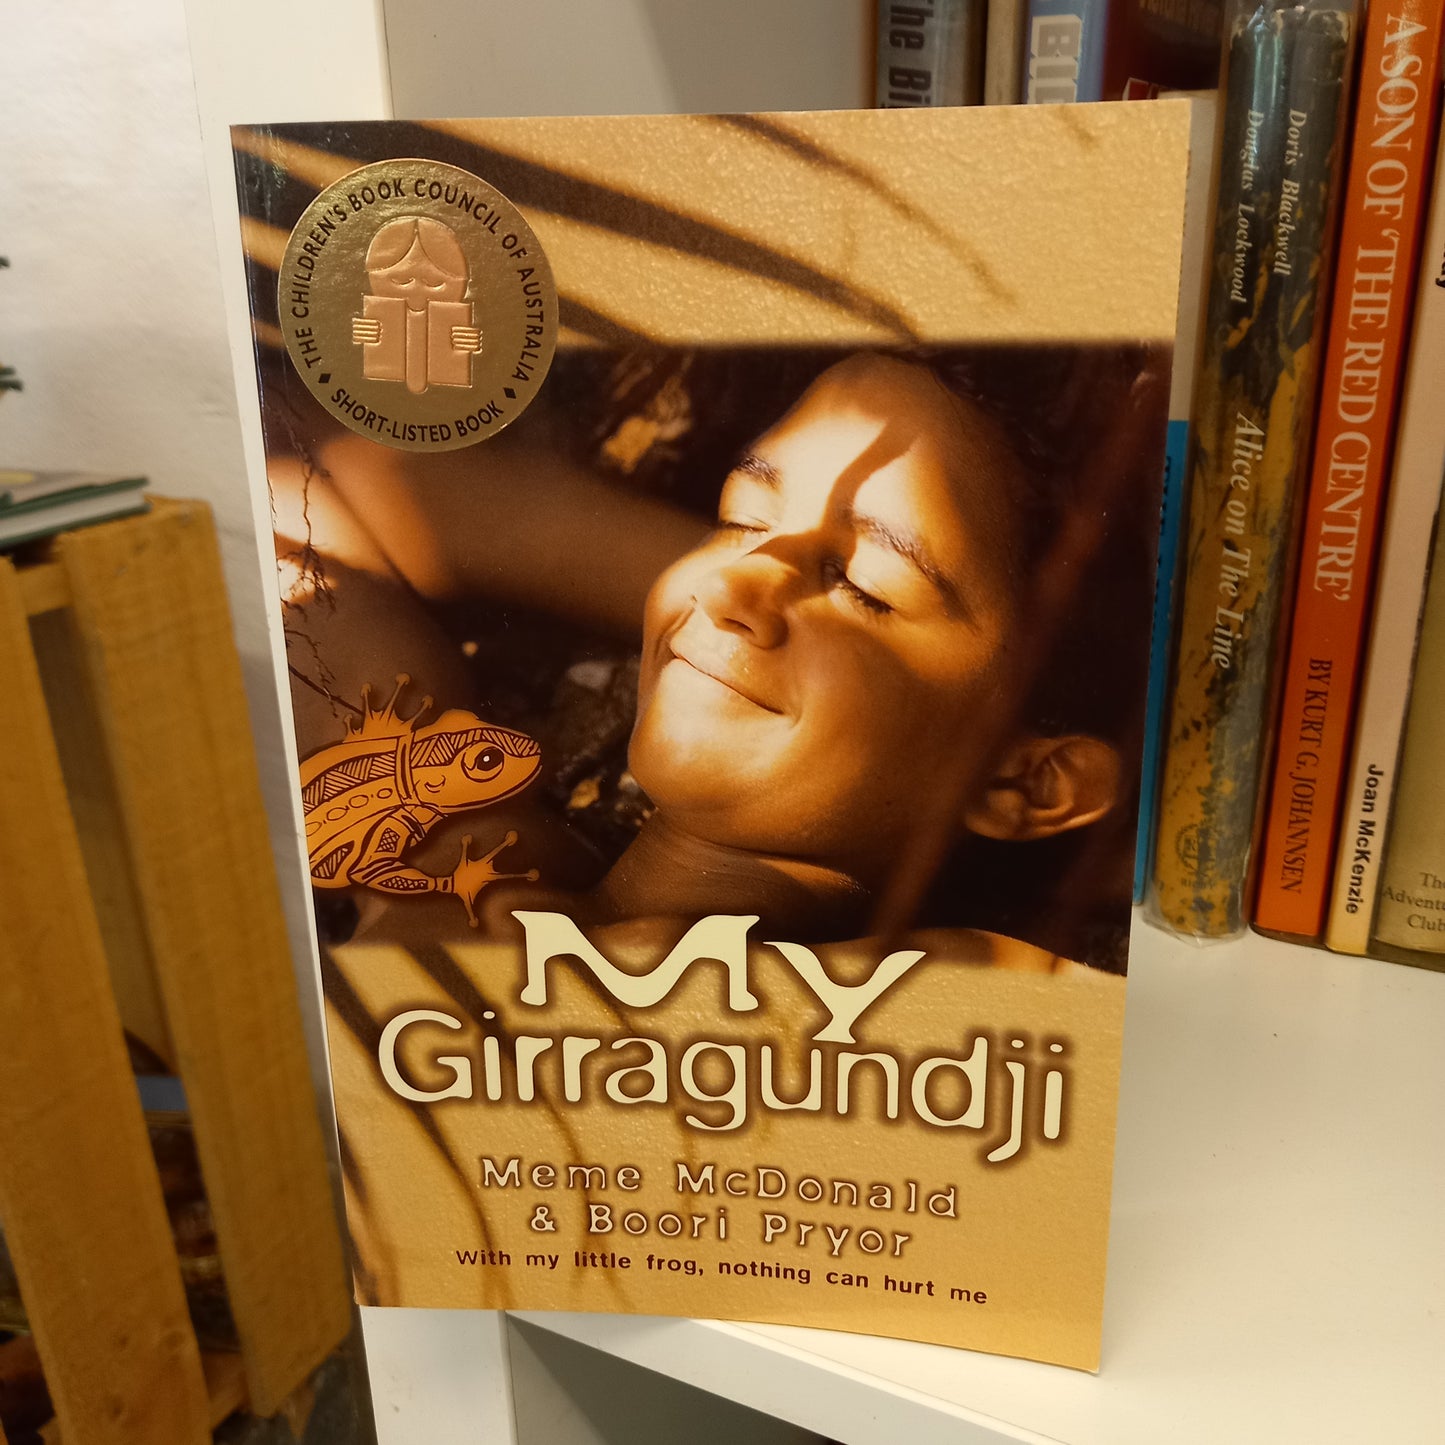 THE CHILDREN'S BOOK COUNCIL OF AUSTRALIA
SHORT-LISTED BOOK
My
Girragundji
Meme McDonald
& Boori Pryor
With my little frog, nothing can hurt me
Doris Blackwell
Douglas Lockwood
Alice on The Line
A SON OF 'THE RED CENTRE'
BY KURT G. JOHANNSEN
Joan McKenzie